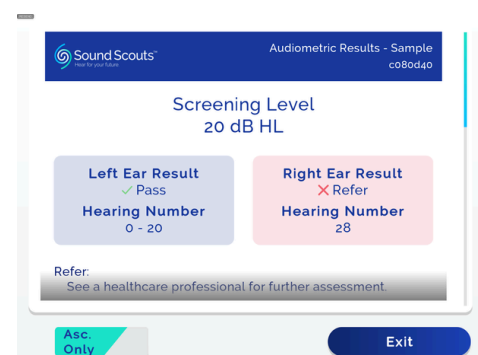 Sound Scouts™
Hear for your future
Audiometric Results - Sample
c080d40
Screening Level
20 dB HL
Left Ear Result
✓ Pass
Hearing Number
0 - 20
Right Ear Result
✗ Refer
Hearing Number
28
Refer:
See a healthcare professional for further assessment.
Asc.
Only
Exit